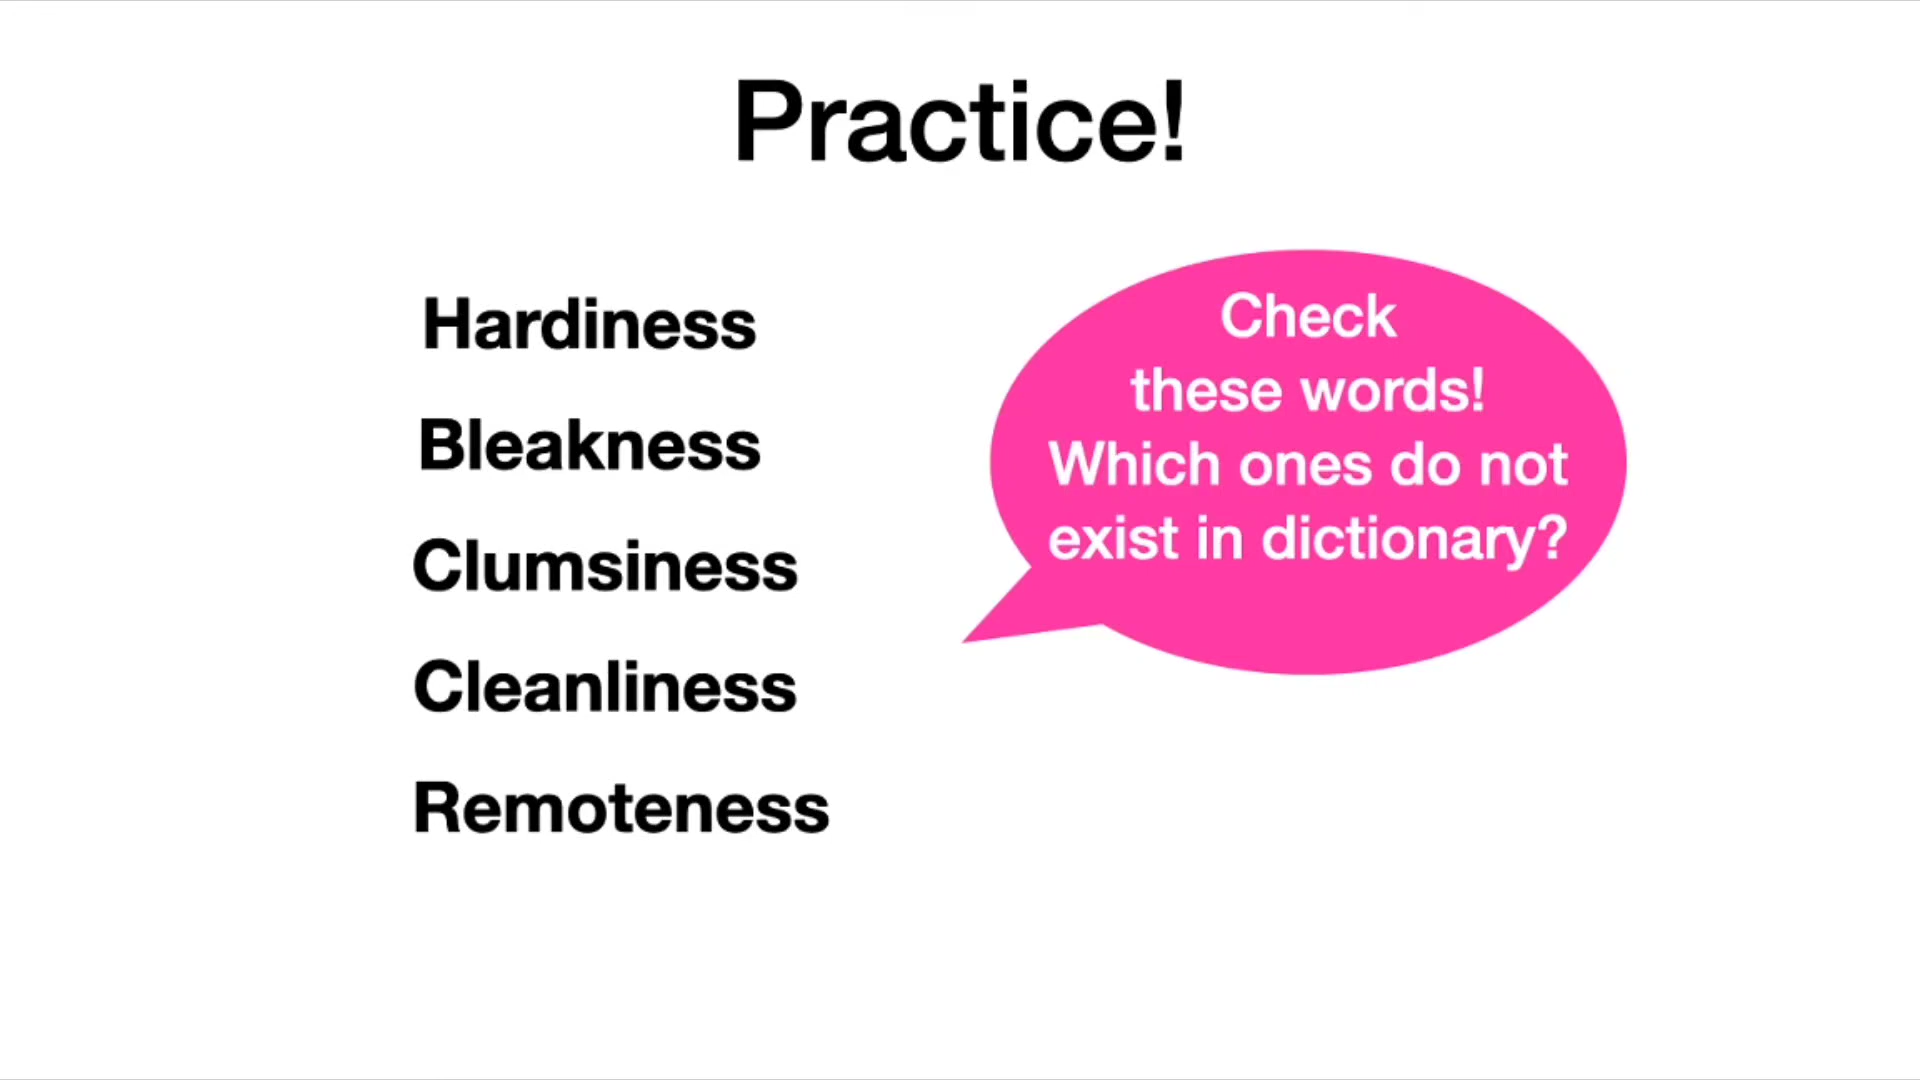 Practice!
Hardiness
Bleakness
Clumsiness
Cleanliness
Remoteness
Check
these words!
Which ones do not
exist in dictionary?